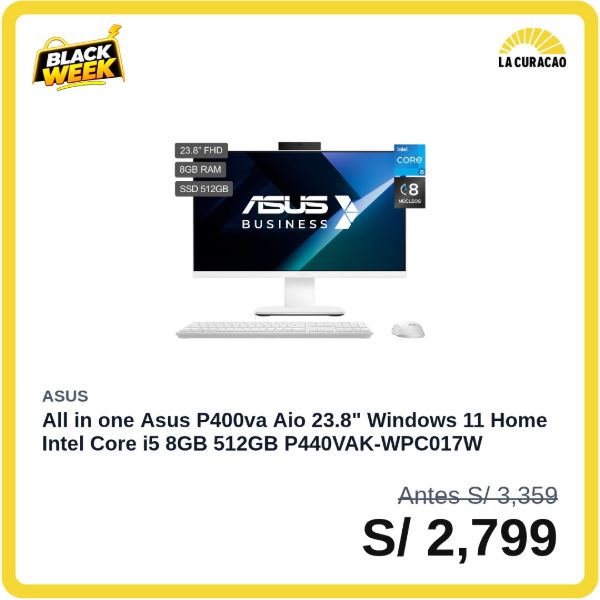 BLACK
WEEK
LA CURACAO
23.8" FHD
8GB RAM
SSD 512GB
intel
CORE
i5
8
NÚCLEOS
ASUS
BUSINESS
ASUS
All in one Asus P400va Aio 23.8" Windows 11 Home
Intel Core i5 8GB 512GB P440VAK-WPC017W
Antes S/ 3,359
S/ 2,799